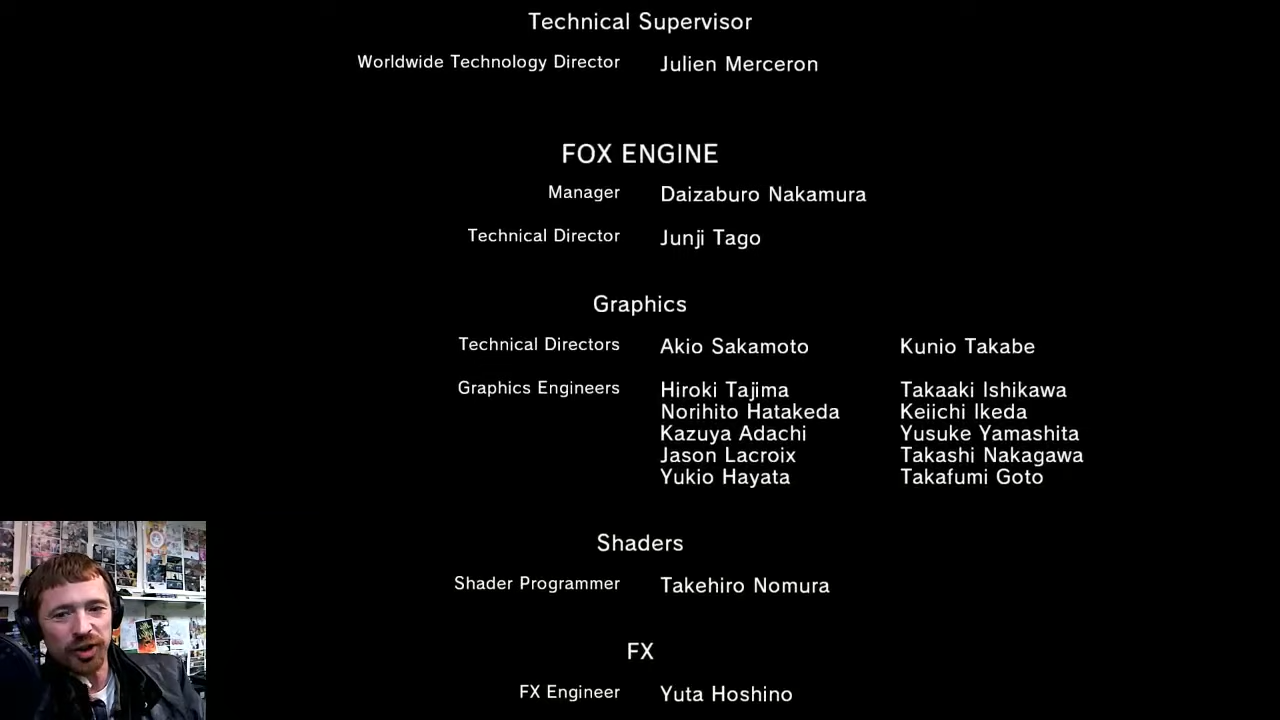 Technical Supervisor
Worldwide Technology Director Julien Merceron
FOX ENGINE
Manager Daizaburo Nakamura
Technical Director Junji Tago
Graphics
Technical Directors Akio Sakamoto Kunio Takabe
Graphics Engineers Hiroki Tajima Takaaki Ishikawa
Norihito Hatakeda Keiichi Ikeda
Kazuya Adachi Yusuke Yamashita
Jason Lacroix Takashi Nakagawa
Yukio Hayata Takafumi Goto
Shaders
Shader Programmer Takehiro Nomura
FX
FX Engineer Yuta Hoshino